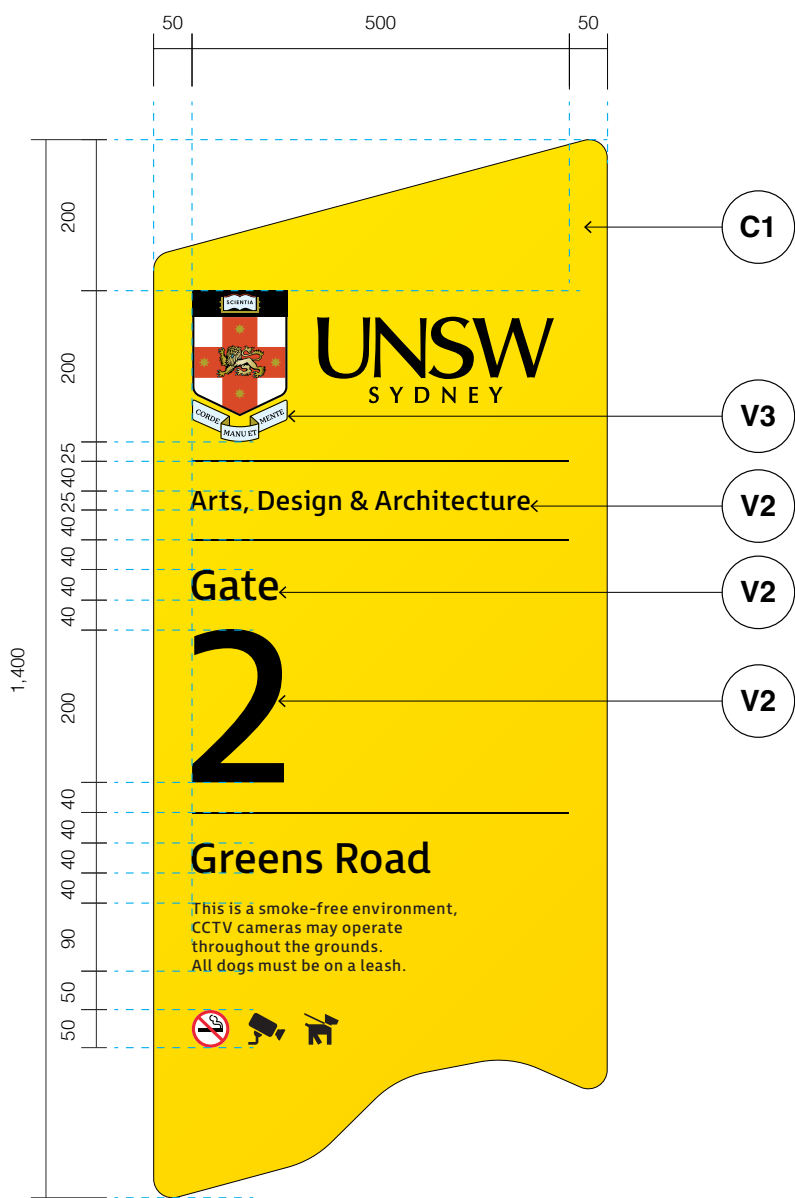 50 500 50
200
C1
SCIENTIA
UNSW
SYDNEY
200
CORDE MANU ET MENTE
V3
25
40
Arts, Design & Architecture
V2
25
40
40
Gate
V2
40
40
1,400
2
V2
200
40
40
Greens Road
40
40
This is a smoke-free environment,
CCTV cameras may operate
throughout the grounds.
All dogs must be on a leash.
90
50
50